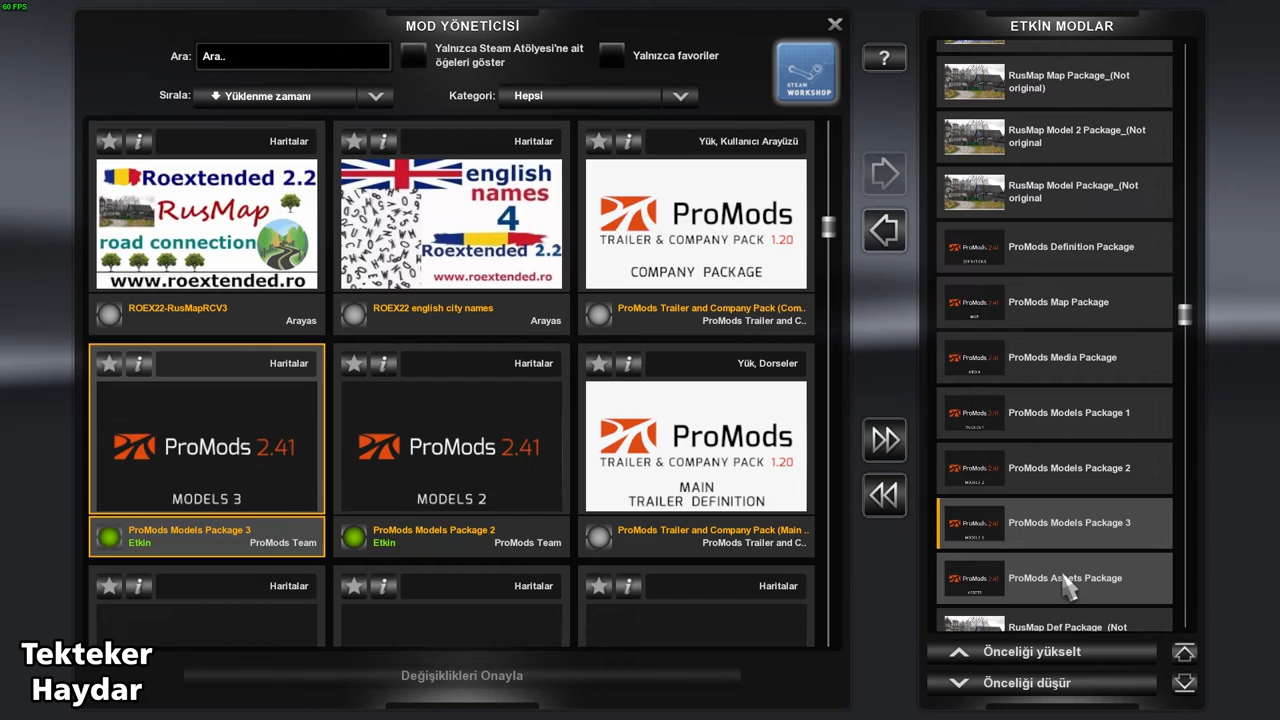 60 FPS
MOD YÖNETİCİSİ
Ara:
Ara..
Yalnızca Steam Atölyesi'ne ait
öğeleri göster
Yalnızca favoriler
STEAM
WORKSHOP
Sırala:
Yüklenme zamanı
Kategori:
Hepsi
Haritalar
Roextended 2.2
RusMap
road connection
www.roextended.ro
ROEX22-RusMapRCV3
Arayas
Haritalar
english
names
4
Roextended 2.2
www.roextended.ro
ROEX22 english city names
Arayas
Yük, Kullanıcı Arayüzü
ProMods
TRAILER & COMPANY PACK 1.20
COMPANY PACKAGE
ProMods Trailer and Company Pack (Com..
ProMods Trailer and C..
Haritalar
ProMods 2.41
MODELS 3
ProMods Models Package 3
Etkin
ProMods Team
Haritalar
ProMods 2.41
MODELS 2
ProMods Models Package 2
Etkin
ProMods Team
Yük, Dorseler
ProMods
TRAILER & COMPANY PACK 1.20
MAIN
TRAILER DEFINITION
ProMods Trailer and Company Pack (Main ..
ProMods Trailer and C..
Haritalar
Haritalar
Haritalar
Değişiklikleri Onayla
?
ETKİN MODLAR
RusMap Map Package_(Not
original)
RusMap Model 2 Package_(Not
original)
RusMap Model Package_(Not
original)
ProMods Definition Package
ProMods Map Package
ProMods Media Package
ProMods Models Package 1
ProMods Models Package 2
ProMods Models Package 3
ProMods Assets Package
RusMap Def Package_(Not
Önceliği yükselt
Önceliği düşür
Tekteker
Haydar